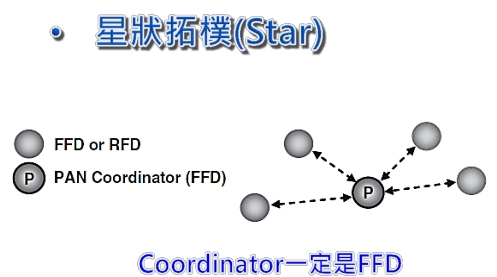 • 星狀拓樸(Star)
FFD or RFD
P PAN Coordinator (FFD)
P
Coordinator一定是FFD